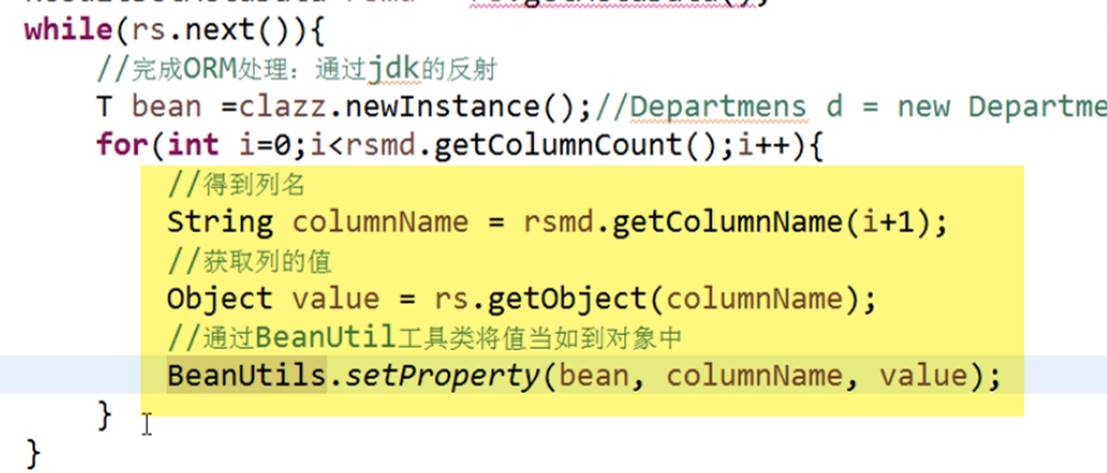 while(rs.next()){
//完成ORM处理：通过jdk的反射
T bean =clazz.newInstance();//Departmens d = new Departme
for(int i=0;i<rsmd.getColumnCount();i++){
//得到列名
String columnName = rsmd.getColumnName(i+1);
//获取列的值
Object value = rs.getObject(columnName);
//通过BeanUtil工具类将值当如到对象中
BeanUtils.setProperty(bean, columnName, value);
}
}